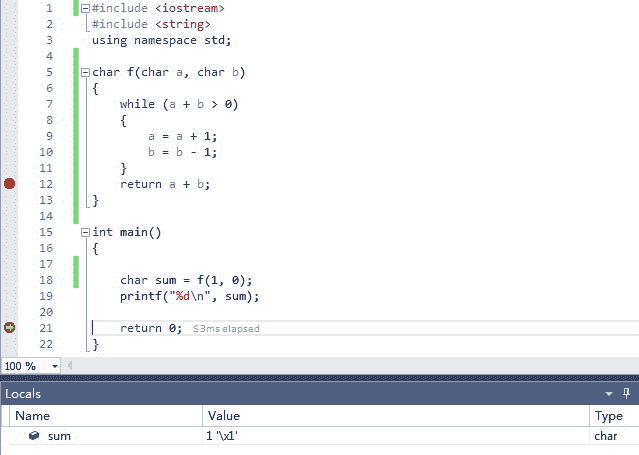 1 #include <iostream>
2 #include <string>
3 using namespace std;
4
5 char f(char a, char b)
6 {
7 while (a + b > 0)
8 {
9 a = a + 1;
10 b = b - 1;
11 }
12 return a + b;
13 }
14
15 int main()
16 {
17
18 char sum = f(1, 0);
19 printf("%d\n", sum);
20
21 return 0; ≤3ms elapsed
22 }
100 %
Locals
Name Value Type
sum 1 '\x1' char